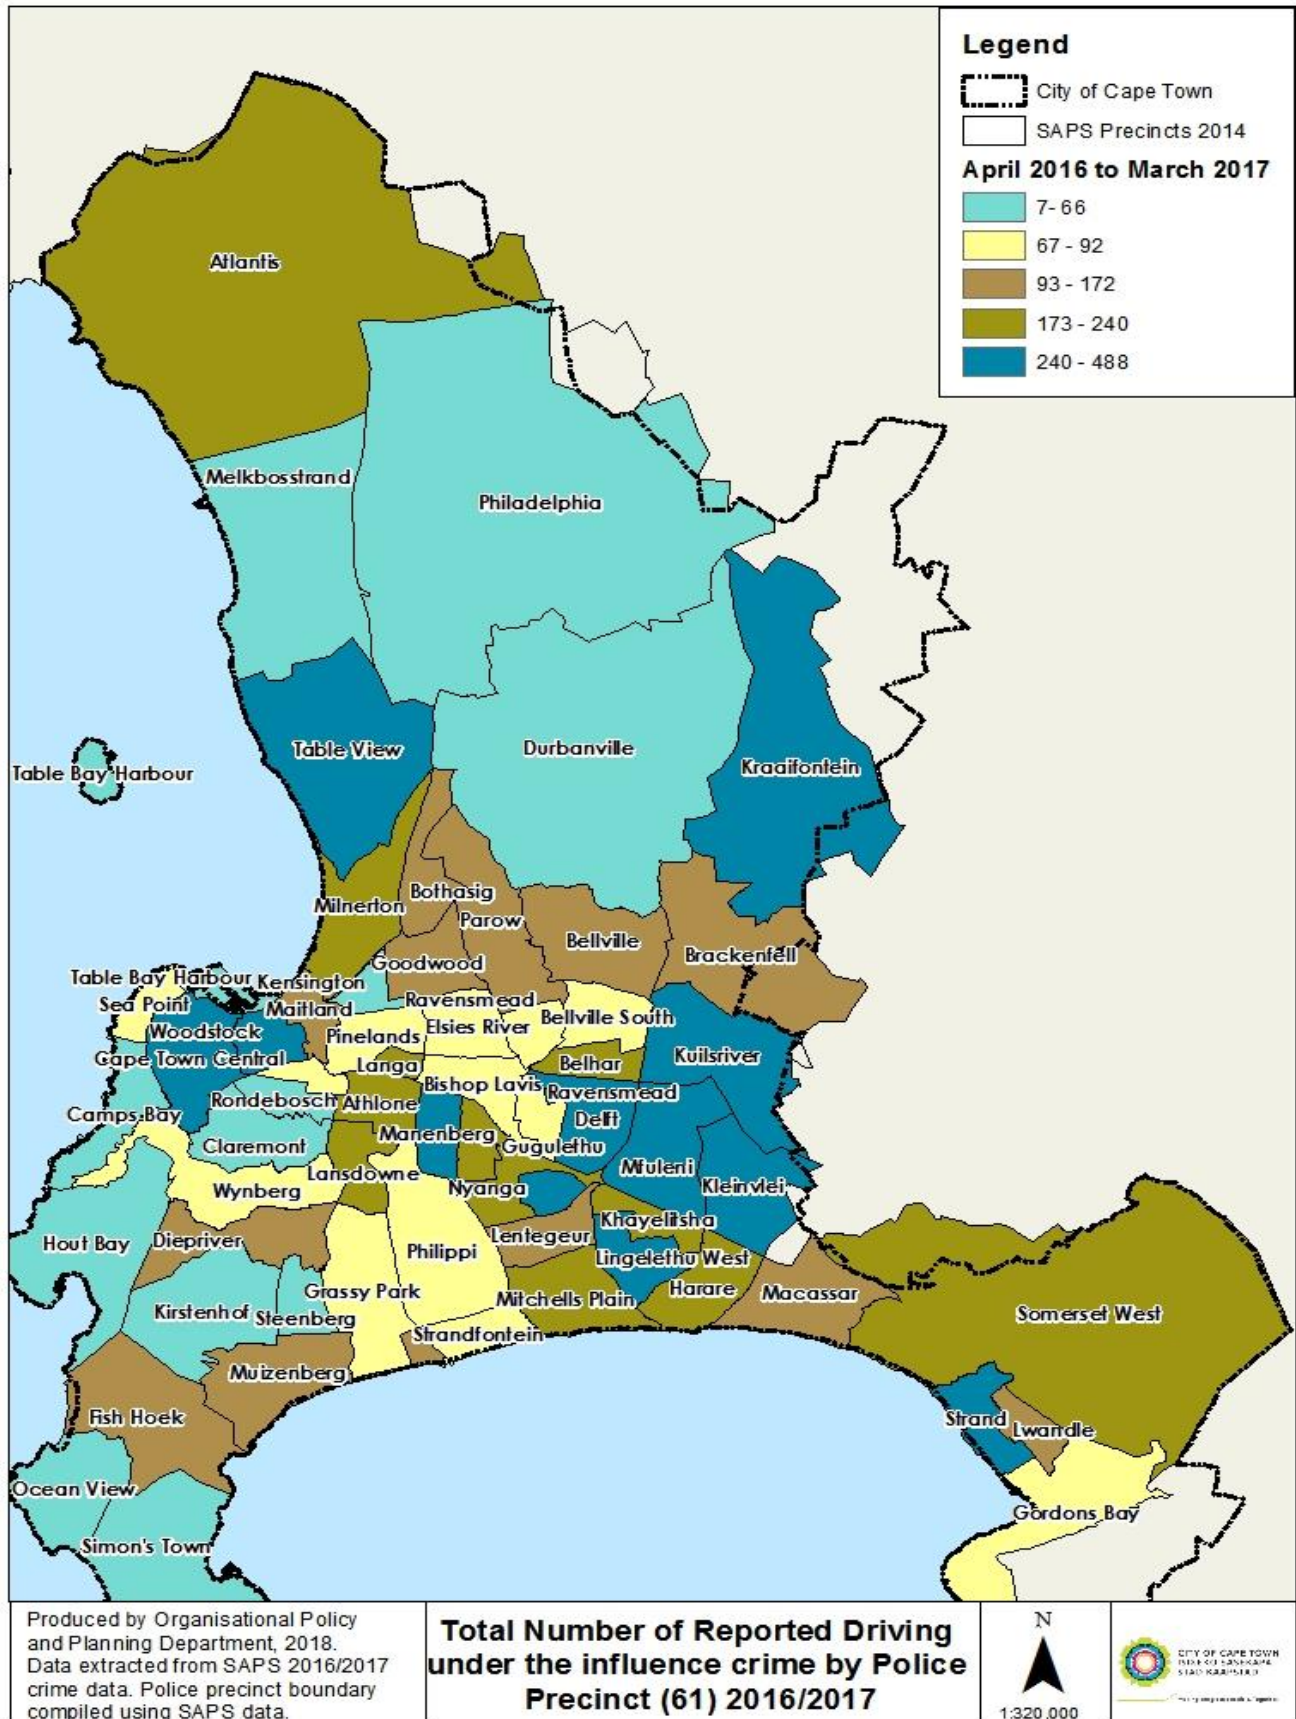 Legend
City of Cape Town
SAPS Precincts 2014
April 2016 to March 2017
7- 66
67 - 92
93 - 172
173 - 240
240 - 488
Atlantis
Melkbosstrand
Philadelphia
Table View
Durbanville
Kraaifontein
Table Bay Harbour
Milnerton
Bothasig
Parow
Bellville
Brackenfell
Goodwood
Table Bay Harbour
Kensington
Sea Point
Maitland
Ravensmead
Woodstock
Pinelands
Elsies River
Bellville South
Cape Town Central
Langa
Belhar
Kuilsriver
Bishop Lavis
Ravensmead
Camps Bay
Rondebosch
Athlone
Delft
Claremont
Manenberg
Gugulethu
Mfuleni
Wynberg
Lansdowne
Nyanga
Kleinvlei
Hout Bay
Diepriver
Philippi
Lentegeur
Khayelitsha
Lingelethu West
Kirstenhof
Steenberg
Grassy Park
Mitchells Plain
Harare
Macassar
Somerset West
Strandfontein
Muizenberg
Fish Hoek
Strand
Lwandle
Ocean View
Gordons Bay
Simon's Town
Produced by Organisational Policy
and Planning Department, 2018.
Data extracted from SAPS 2016/2017
crime data. Police precinct boundary
compiled using SAPS data.
Total Number of Reported Driving
under the influence crime by Police
Precinct (61) 2016/2017
N
1:320,000
CITY OF CAPE TOWN
ISIXEKO SASEKAPA
STAD KAAPSTAD